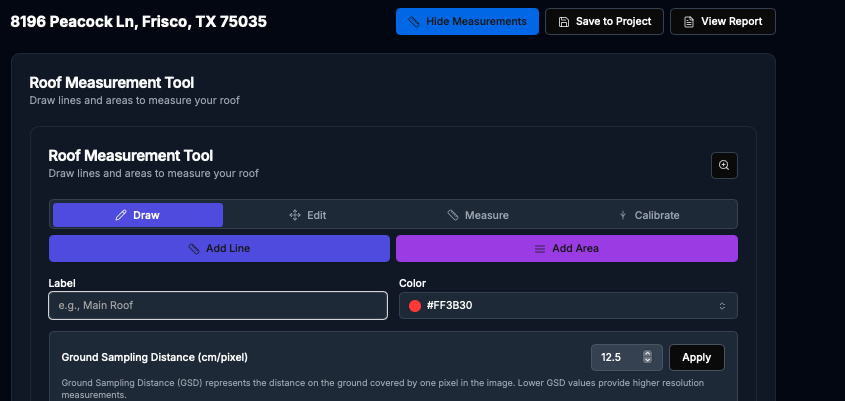 8196 Peacock Ln, Frisco, TX 75035
Hide Measurements
Save to Project
View Report
Roof Measurement Tool
Draw lines and areas to measure your roof
Roof Measurement Tool
Draw lines and areas to measure your roof
Draw
Edit
Measure
Calibrate
Add Line
Add Area
Label
Color
e.g., Main Roof
#FF3B30
Ground Sampling Distance (cm/pixel)
12.5
Apply
Ground Sampling Distance (GSD) represents the distance on the ground covered by one pixel in the image. Lower GSD values provide higher resolution
measurements.